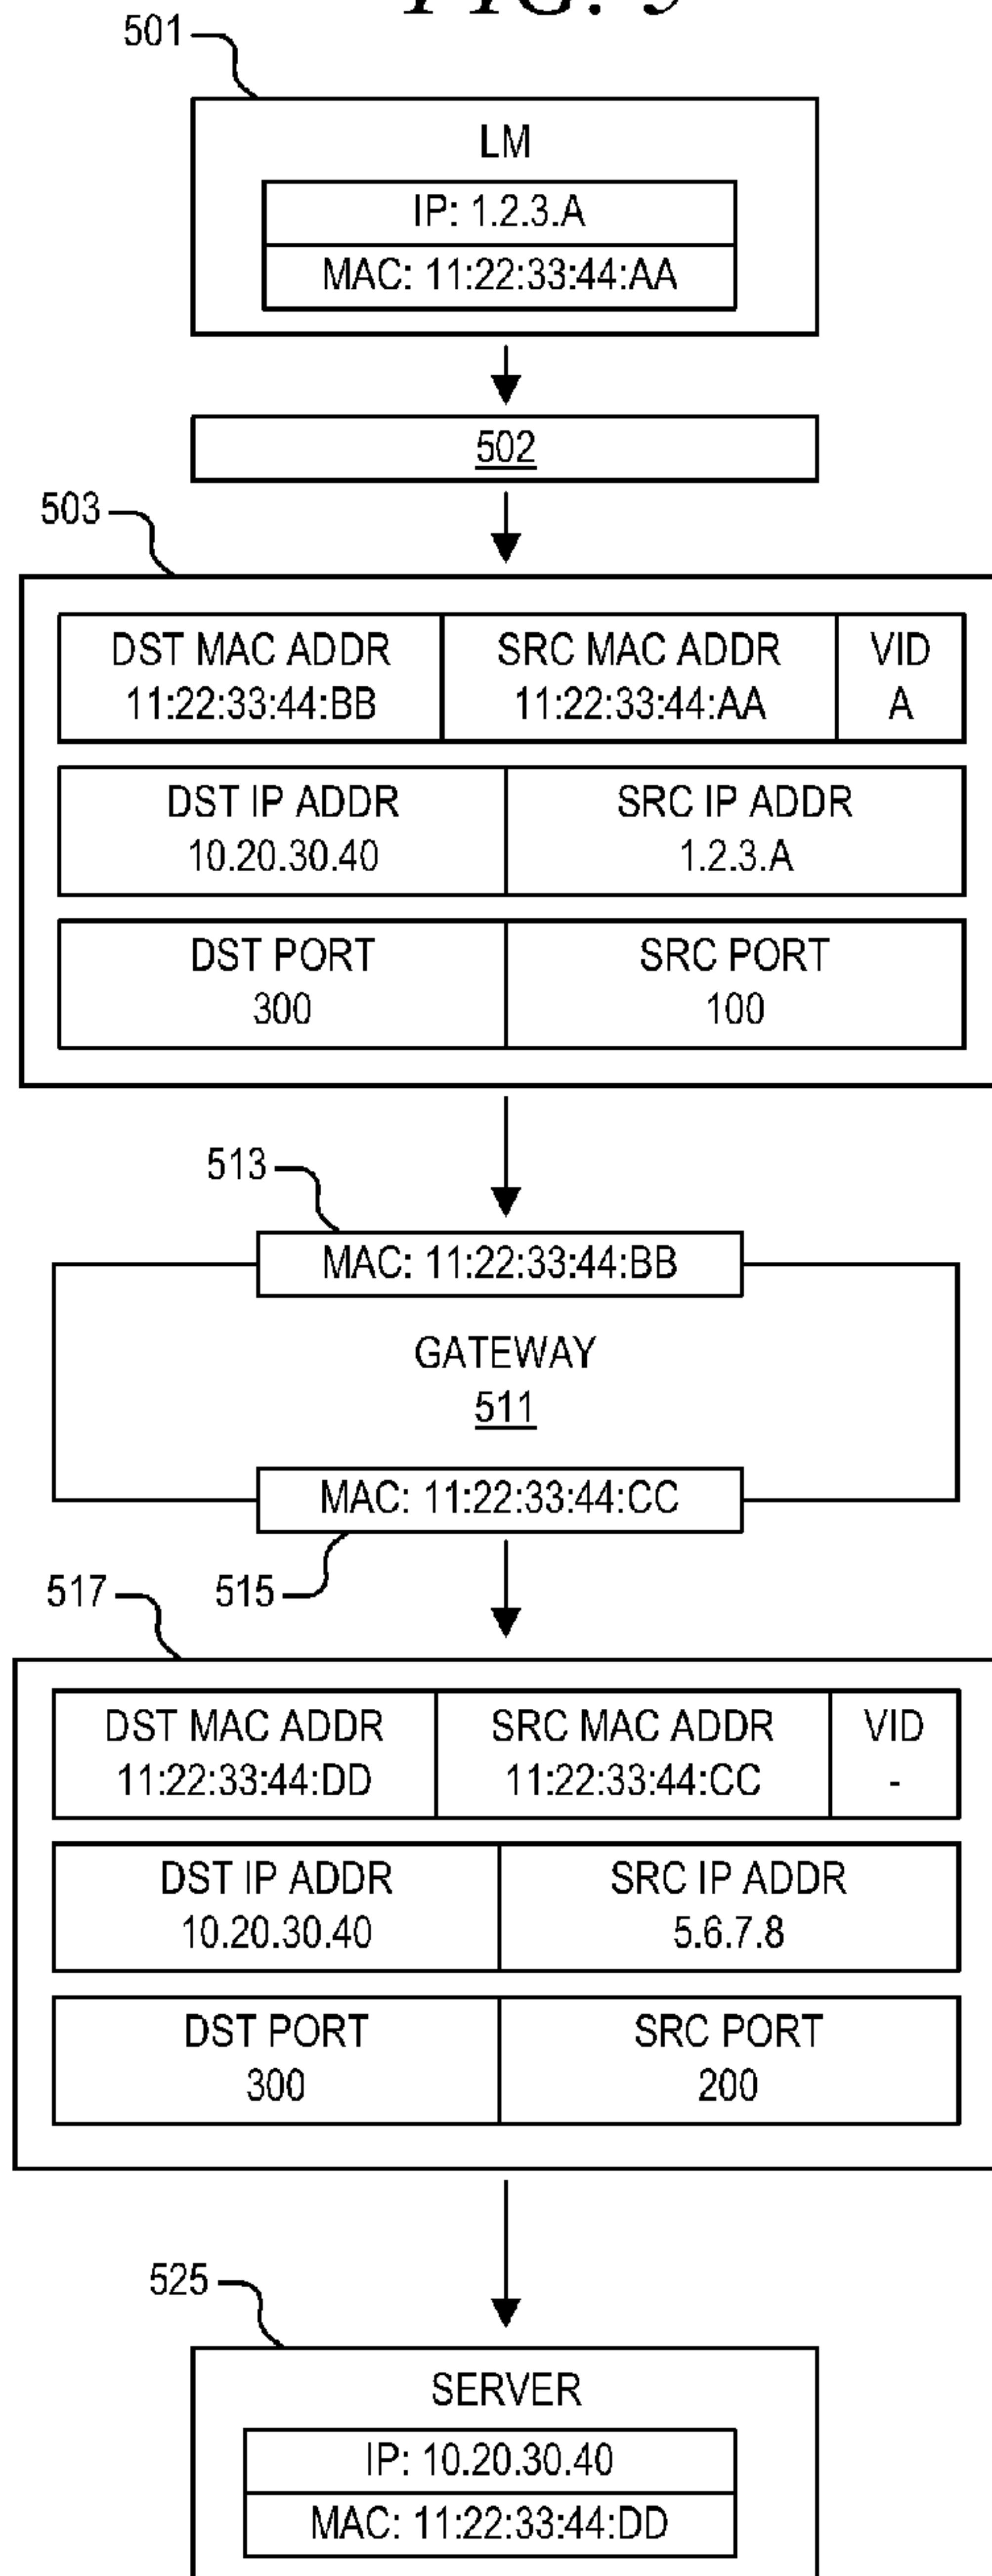 FIG. 5
501
LM
IP: 1.2.3.A
MAC: 11:22:33:44:AA
502
503
DST MAC ADDR
11:22:33:44:BB
SRC MAC ADDR
11:22:33:44:AA
VID
A
DST IP ADDR
10.20.30.40
SRC IP ADDR
1.2.3.A
DST PORT
300
SRC PORT
100
513
MAC: 11:22:33:44:BB
GATEWAY
511
MAC: 11:22:33:44:CC
515
517
DST MAC ADDR
11:22:33:44:DD
SRC MAC ADDR
11:22:33:44:CC
VID
-
DST IP ADDR
10.20.30.40
SRC IP ADDR
5.6.7.8
DST PORT
300
SRC PORT
200
525
SERVER
IP: 10.20.30.40
MAC: 11:22:33:44:DD